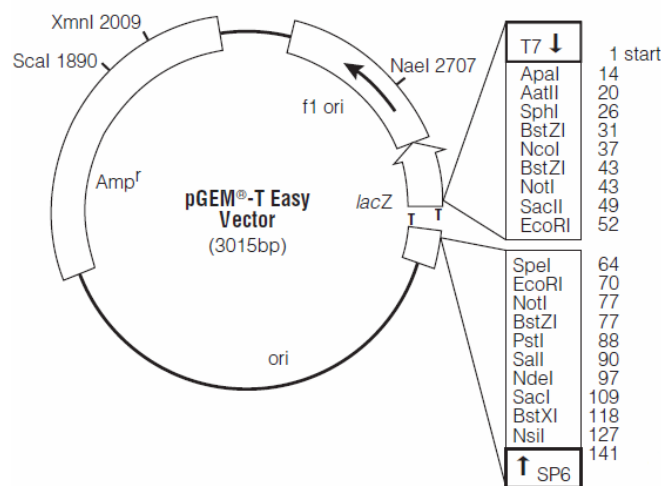 XmnI 2009
ScaI 1890
NaeI 2707
f1 ori
Ampʳ
pGEM®-T Easy
Vector
(3015bp)
lacZ
T T
ori
T7 ↓
1 start
ApaI 14
AatII 20
SphI 26
BstZI 31
NcoI 37
BstZI 43
NotI 43
SacII 49
EcoRI 52
SpeI 64
EcoRI 70
NotI 77
BstZI 77
PstI 88
SalI 90
NdeI 97
SacI 109
BstXI 118
NsiI 127
141
↑ SP6